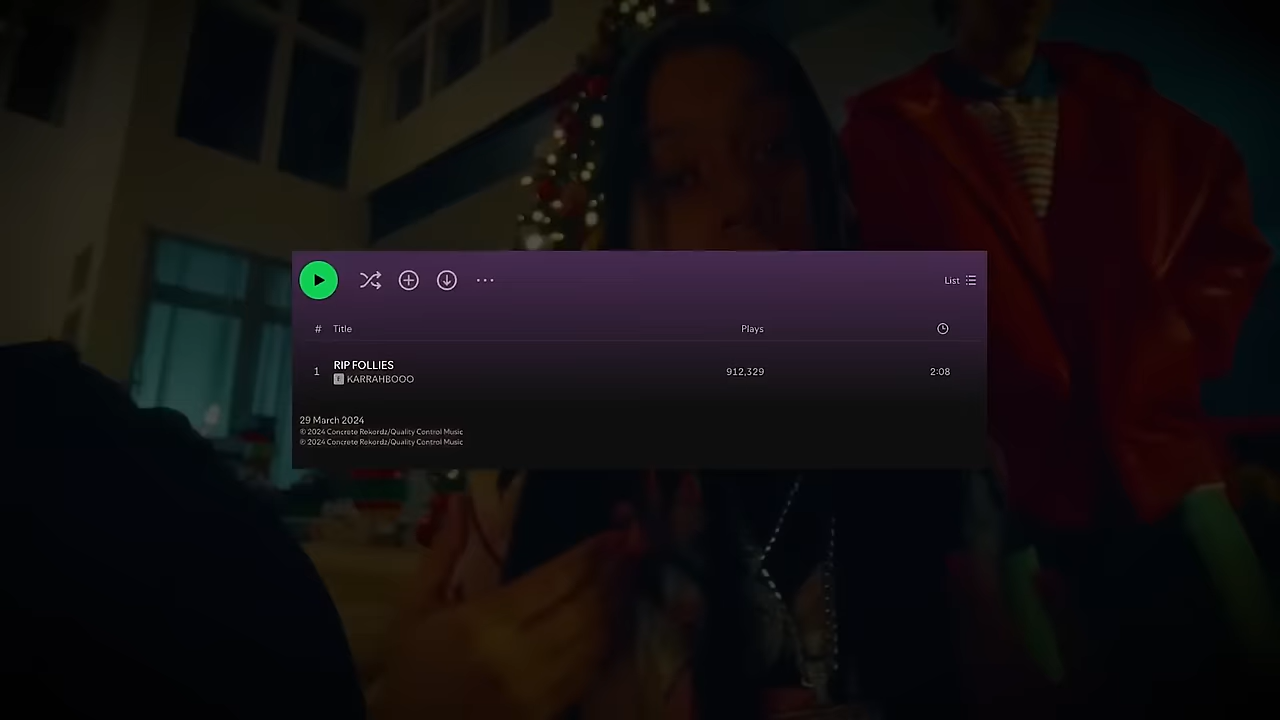 List
# Title Plays
1 RIP FOLLIES 912,329 2:08
E KARRAHBOOO
29 March 2024
© 2024 Concrete Rekordz/Quality Control Music
℗ 2024 Concrete Rekordz/Quality Control Music